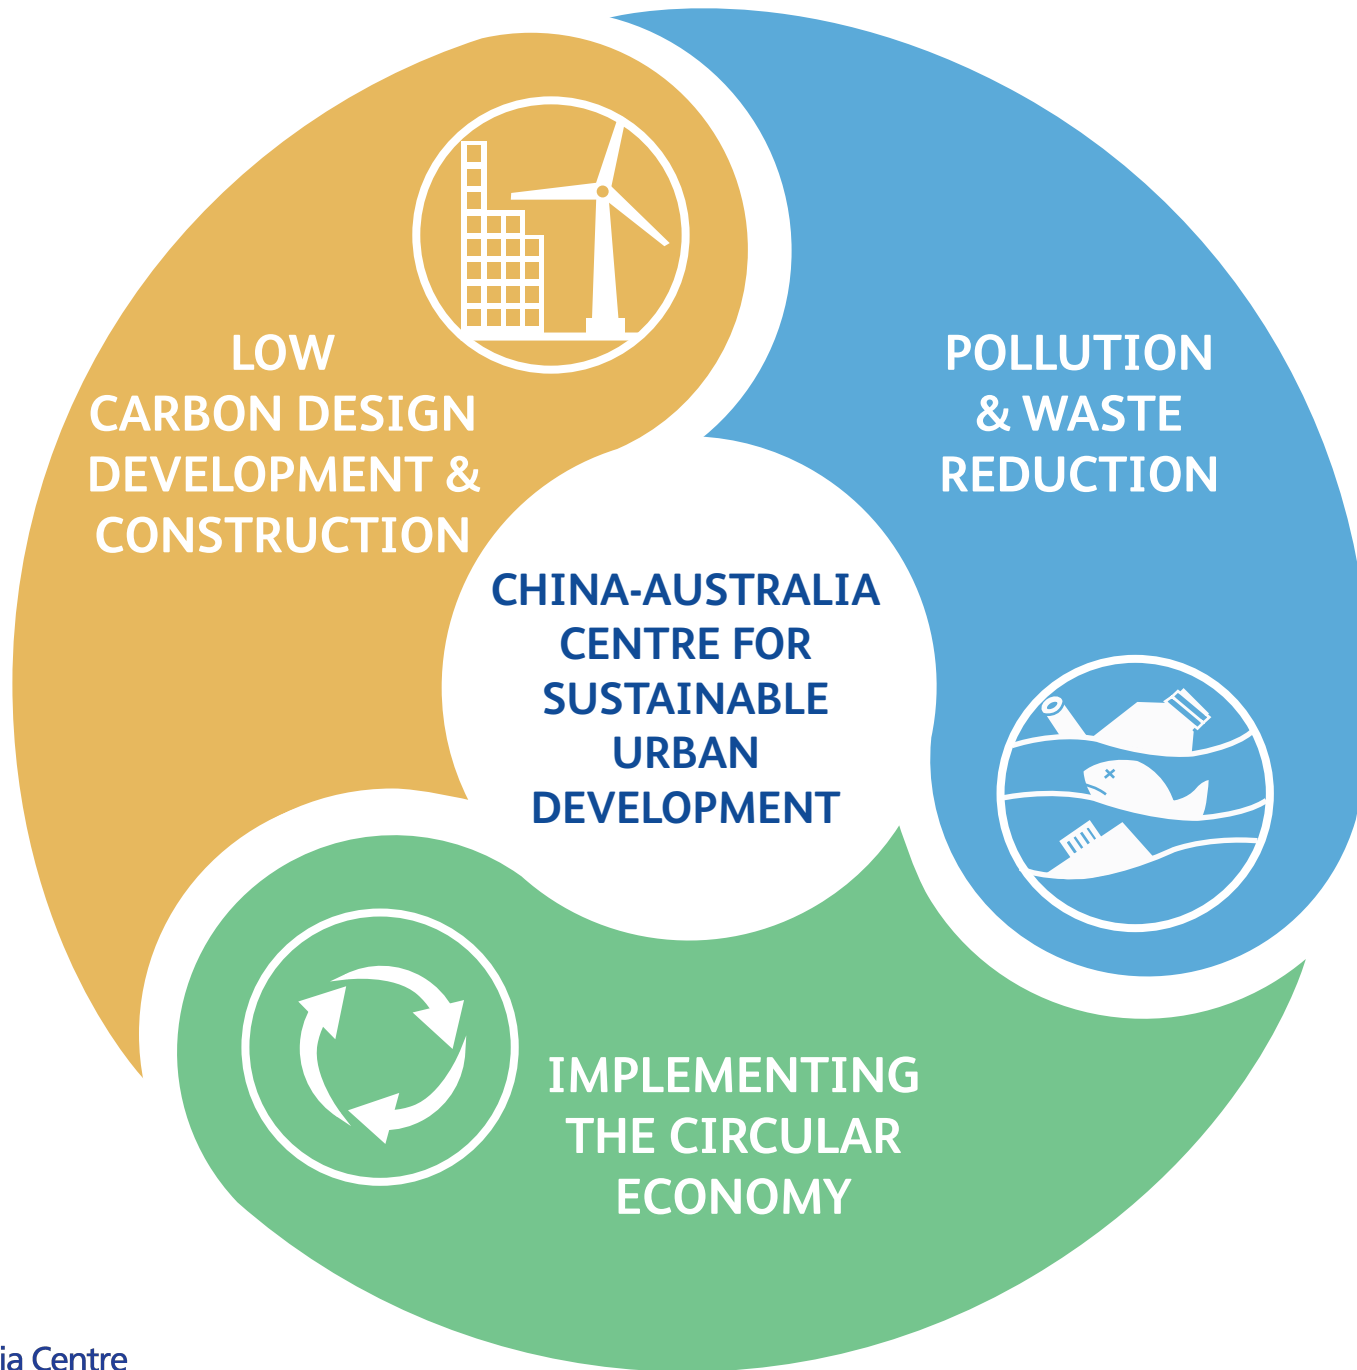 LOW
CARBON DESIGN
DEVELOPMENT &
CONSTRUCTION
POLLUTION
& WASTE
REDUCTION
CHINA-AUSTRALIA
CENTRE FOR
SUSTAINABLE
URBAN
DEVELOPMENT
IMPLEMENTING
THE CIRCULAR
ECONOMY
Centre